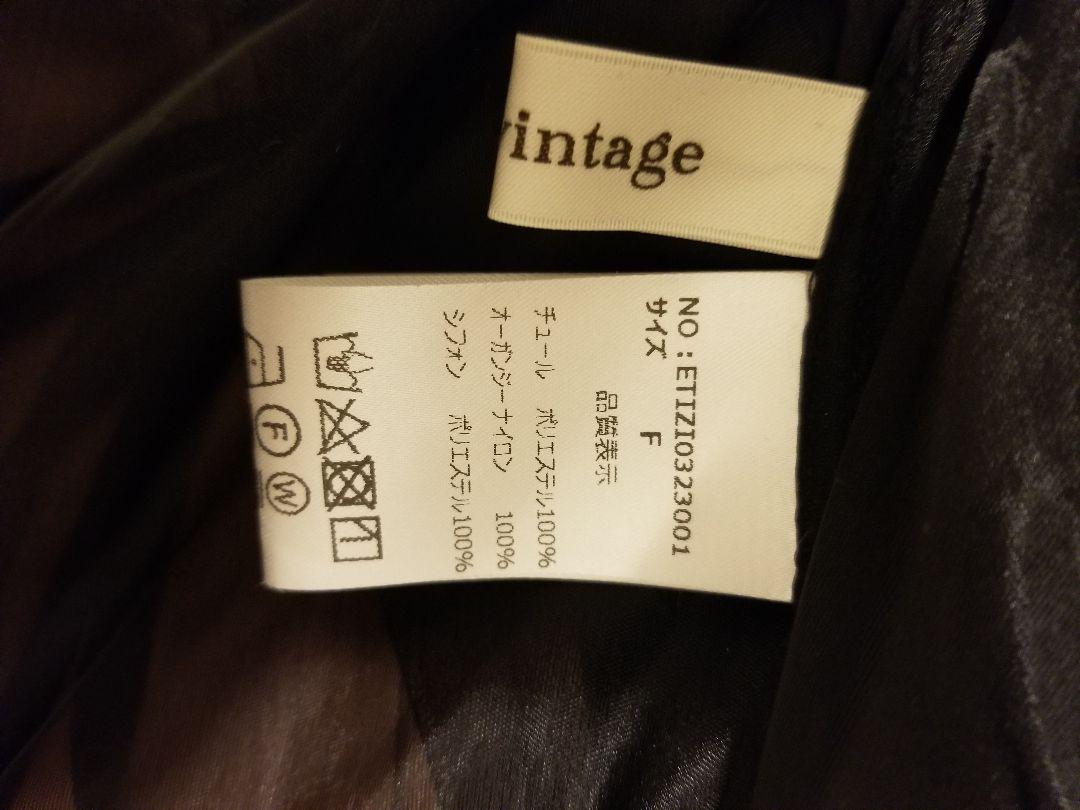 vintage
NO:ETIZI0323001
サイズ F
品質表示
チュール ポリエステル100%
オーガンジーナイロン 100%
シフォン ポリエステル100%
F
W